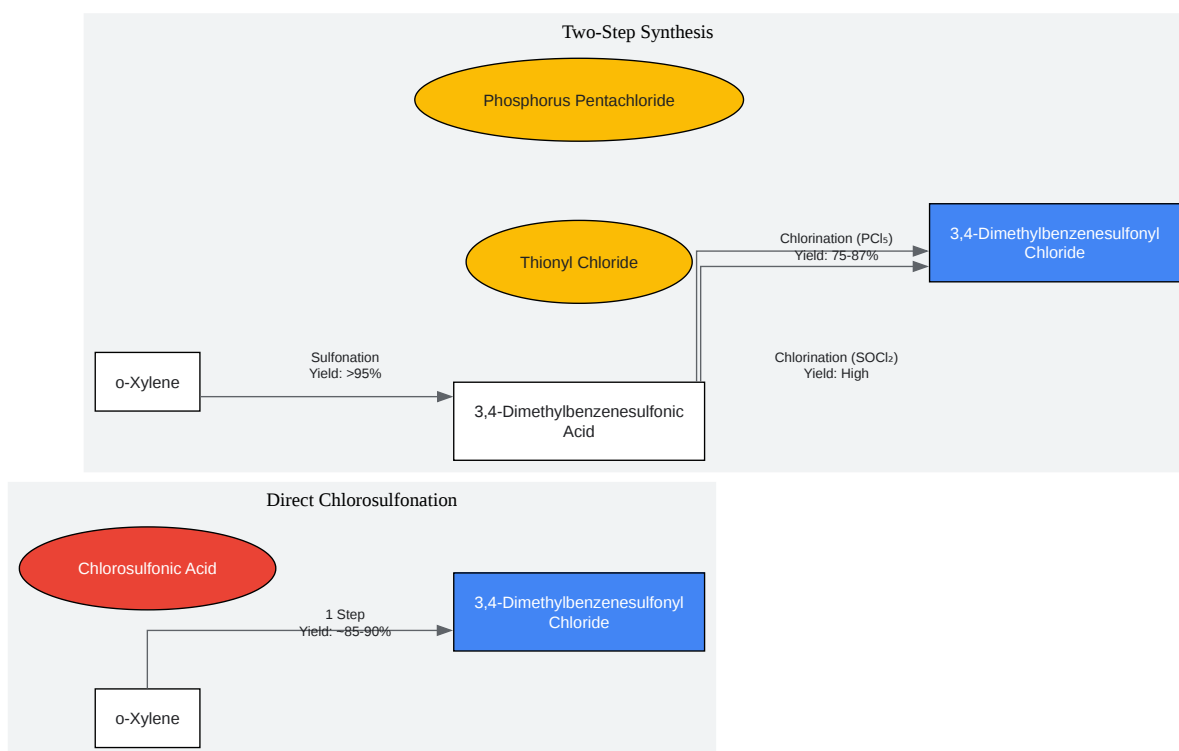 Two-Step Synthesis
Phosphorus Pentachloride
Thionyl Chloride
Chlorination (PCl₅)
Yield: 75-87%
3,4-Dimethylbenzenesulfonyl
Chloride
o-Xylene
Sulfonation
Yield: >95%
3,4-Dimethylbenzenesulfonic
Acid
Chlorination (SOCl₂)
Yield: High
Direct Chlorosulfonation
Chlorosulfonic Acid
1 Step
Yield: ~85-90%
3,4-Dimethylbenzenesulfonyl
Chloride
o-Xylene